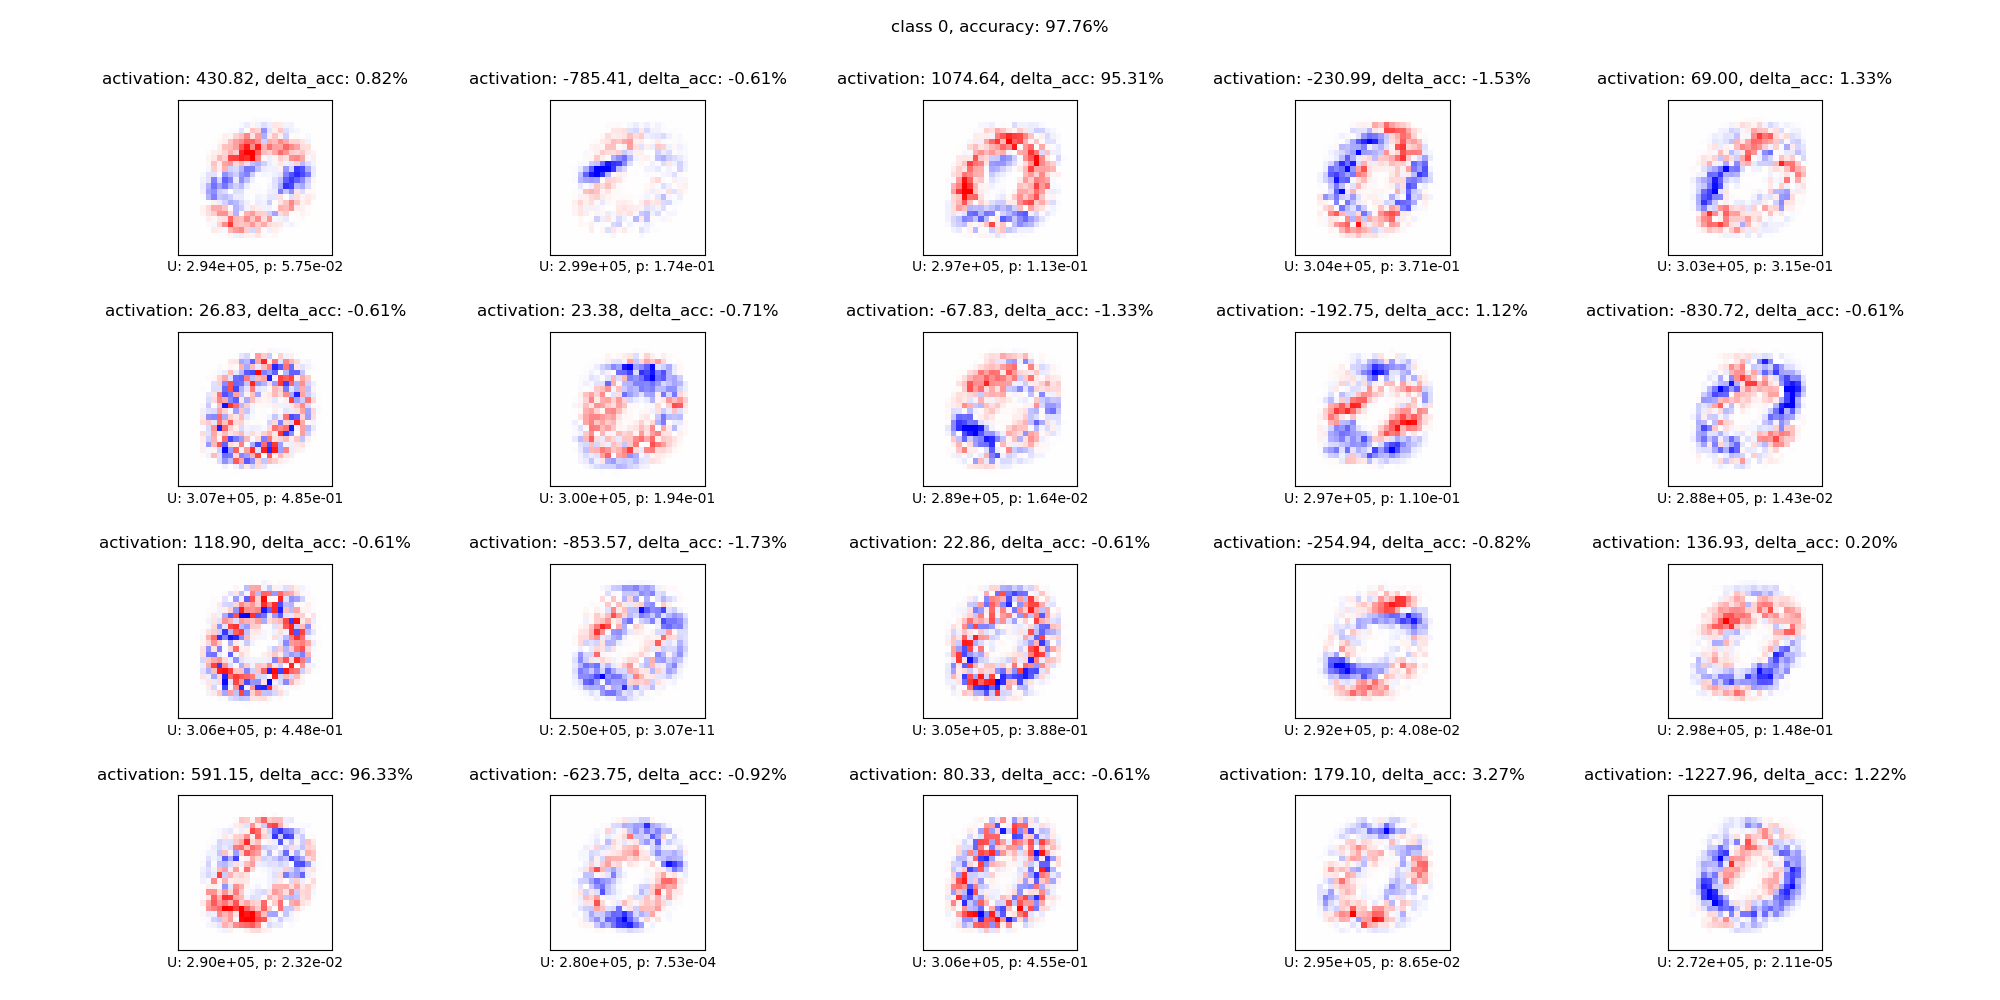 class 0, accuracy: 97.76%
activation: 430.82, delta_acc: 0.82%
activation: -785.41, delta_acc: -0.61%
activation: 1074.64, delta_acc: 95.31%
activation: -230.99, delta_acc: -1.53%
activation: 69.00, delta_acc: 1.33%
U: 2.94e+05, p: 5.75e-02
U: 2.99e+05, p: 1.74e-01
U: 2.97e+05, p: 1.13e-01
U: 3.04e+05, p: 3.71e-01
U: 3.03e+05, p: 3.15e-01
activation: 26.83, delta_acc: -0.61%
activation: 23.38, delta_acc: -0.71%
activation: -67.83, delta_acc: -1.33%
activation: -192.75, delta_acc: 1.12%
activation: -830.72, delta_acc: -0.61%
U: 3.07e+05, p: 4.85e-01
U: 3.00e+05, p: 1.94e-01
U: 2.89e+05, p: 1.64e-02
U: 2.97e+05, p: 1.10e-01
U: 2.88e+05, p: 1.43e-02
activation: 118.90, delta_acc: -0.61%
activation: -853.57, delta_acc: -1.73%
activation: 22.86, delta_acc: -0.61%
activation: -254.94, delta_acc: -0.82%
activation: 136.93, delta_acc: 0.20%
U: 3.06e+05, p: 4.48e-01
U: 2.50e+05, p: 3.07e-11
U: 3.05e+05, p: 3.88e-01
U: 2.92e+05, p: 4.08e-02
U: 2.98e+05, p: 1.48e-01
activation: 591.15, delta_acc: 96.33%
activation: -623.75, delta_acc: -0.92%
activation: 80.33, delta_acc: -0.61%
activation: 179.10, delta_acc: 3.27%
activation: -1227.96, delta_acc: 1.22%
U: 2.90e+05, p: 2.32e-02
U: 2.80e+05, p: 7.53e-04
U: 3.06e+05, p: 4.55e-01
U: 2.95e+05, p: 8.65e-02
U: 2.72e+05, p: 2.11e-05